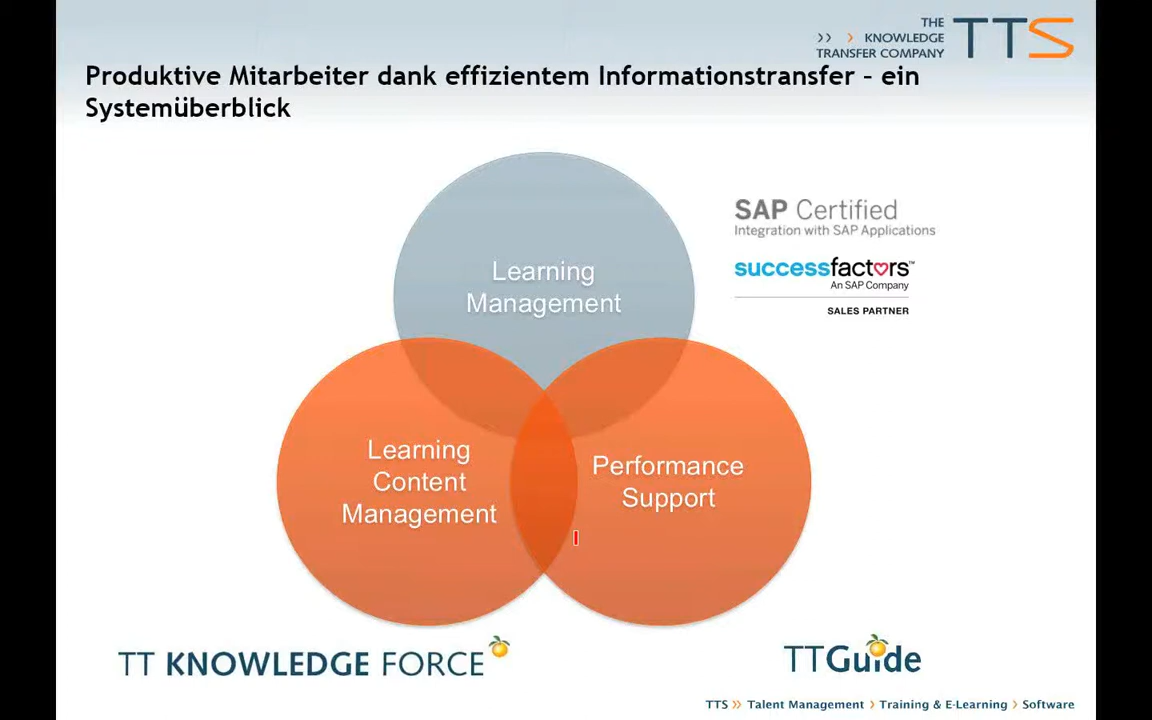 THE
›› › KNOWLEDGE
TRANSFER COMPANY
TTS
Produktive Mitarbeiter dank effizientem Informationstransfer – ein
Systemüberblick
Learning
Management
SAP Certified
Integration with SAP Applications
successfactors™
An SAP Company
SALES PARTNER
Learning
Content
Management
Performance
Support
TT KNOWLEDGE FORCE
TTGuide
TTS ›› Talent Management › Training & E-Learning › Software